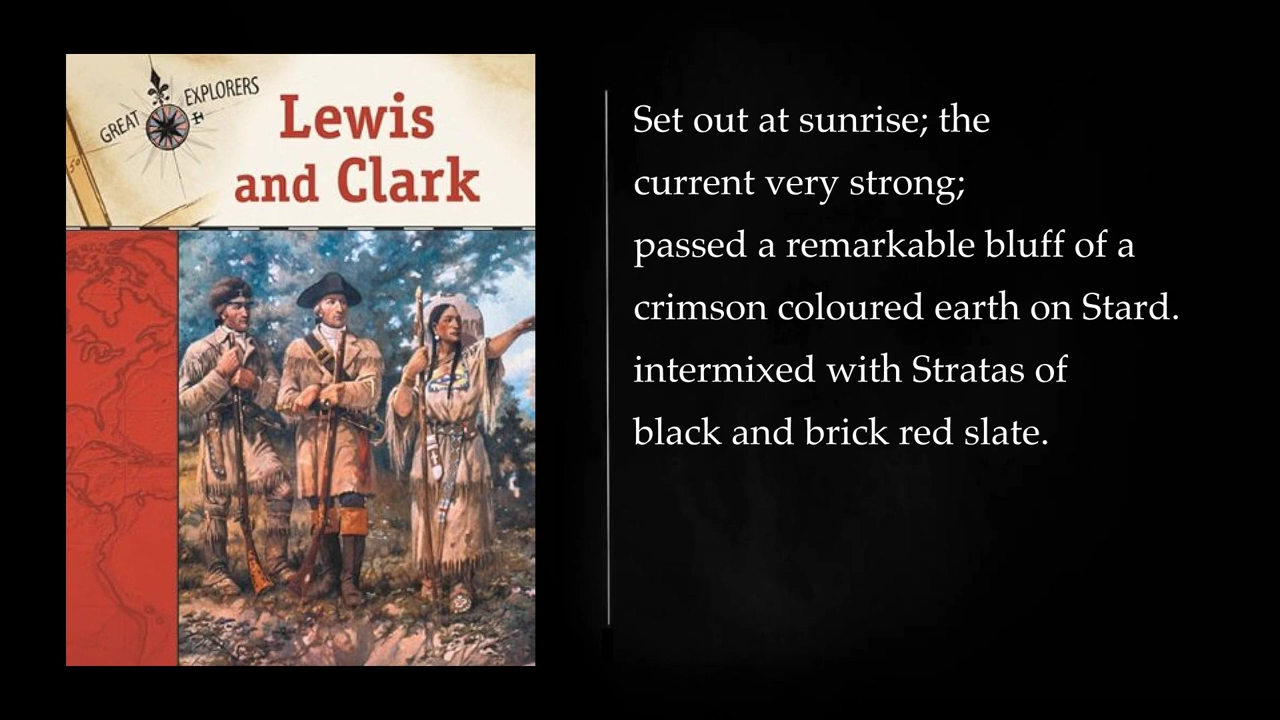 GREAT EXPLORERS
Lewis
and Clark
Set out at sunrise; the
current very strong;
passed a remarkable bluff of a
crimson coloured earth on Stard.
intermixed with Stratas of
black and brick red slate.